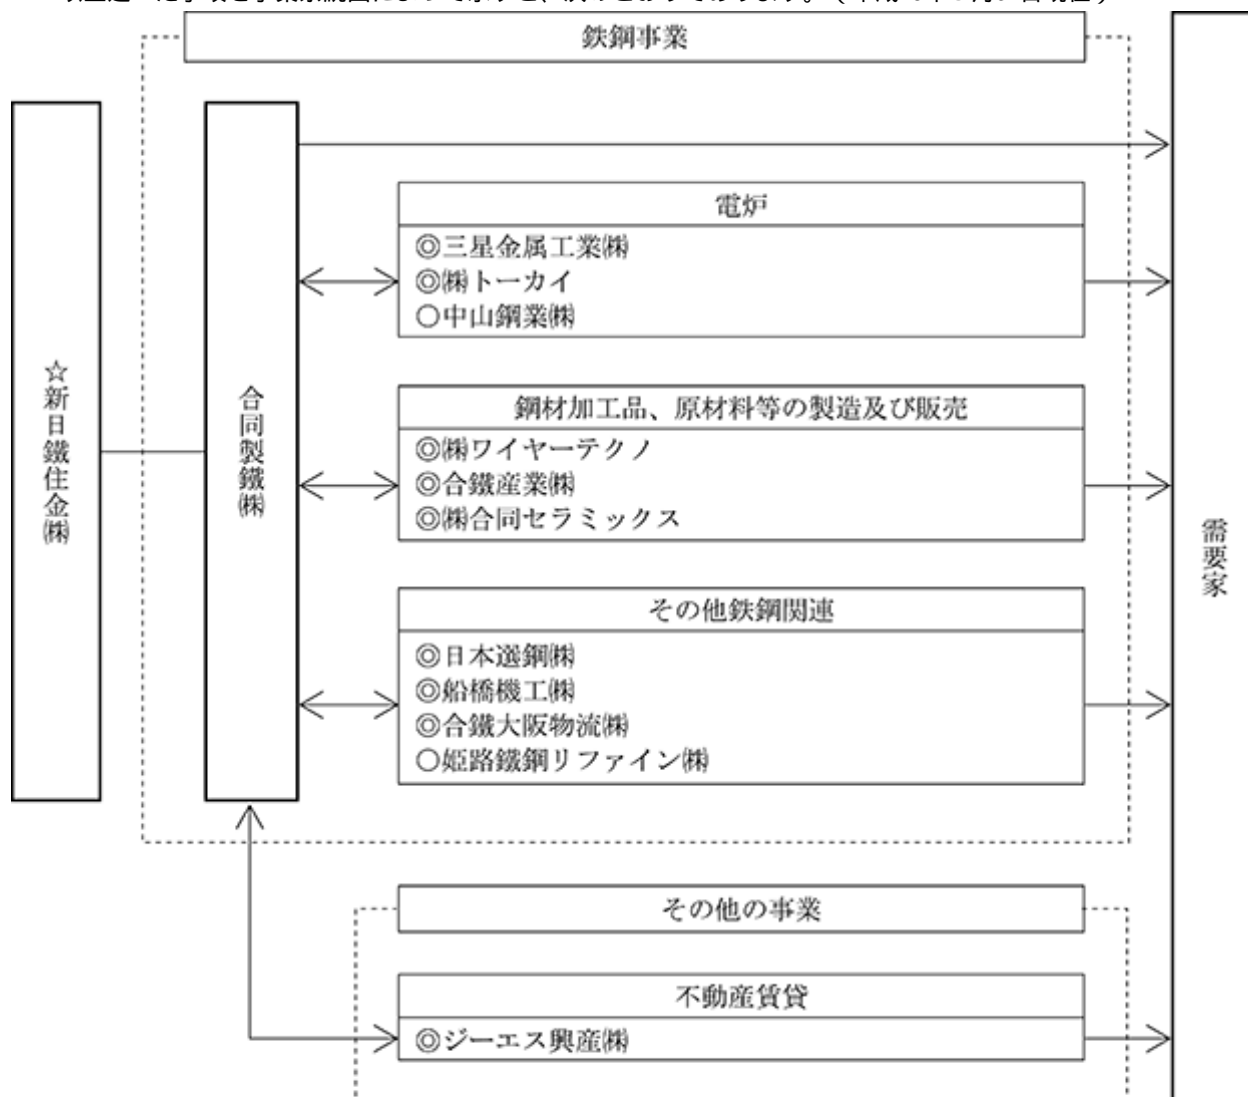 鉄鋼事業
電炉
◎三星金属工業㈱
◎㈱トーカイ
○中山鋼業㈱
☆新日鐵住金㈱
合同製鐵㈱
鋼材加工品、原材料等の製造及び販売
◎㈱ワイヤーテクノ
◎合鐵産業㈱
◎㈱合同セラミックス
需要家
その他鉄鋼関連
◎日本選鋼㈱
◎船橋機工㈱
◎合鐵大阪物流㈱
○姫路鐵鋼リファイン㈱
その他の事業
不動産賃貸
◎ジーエス興産㈱